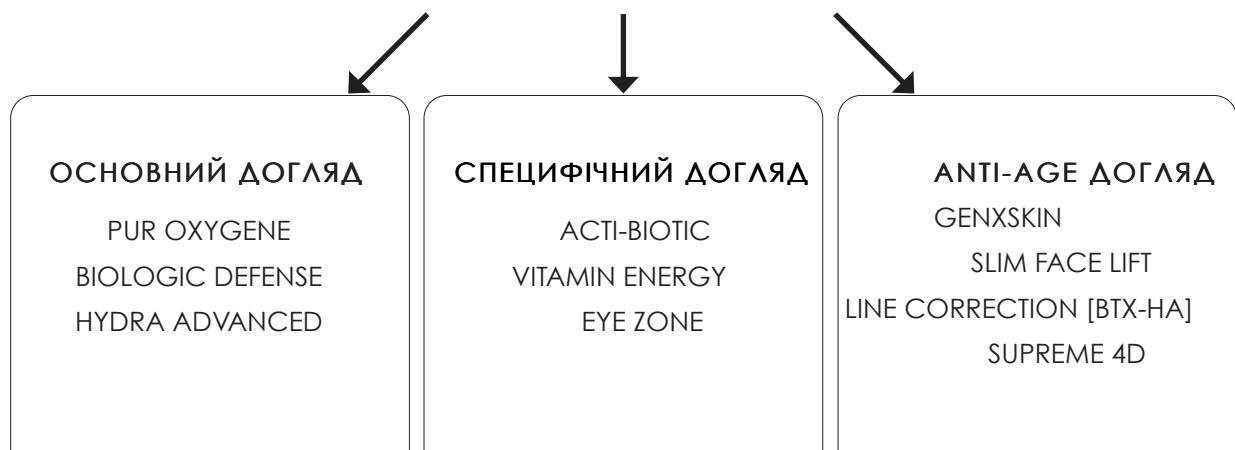 ОСНОВНИЙ ДОГЛЯД
PUR OXYGENE
BIOLOGIC DEFENSE
HYDRA ADVANCED
СПЕЦИФІЧНИЙ ДОГЛЯД
ACTI-BIOTIC
VITAMIN ENERGY
EYE ZONE
ANTI-AGE ДОГЛЯД
GENXSKIN
SLIM FACE LIFT
LINE CORRECTION [BTX-HA]
SUPREME 4D